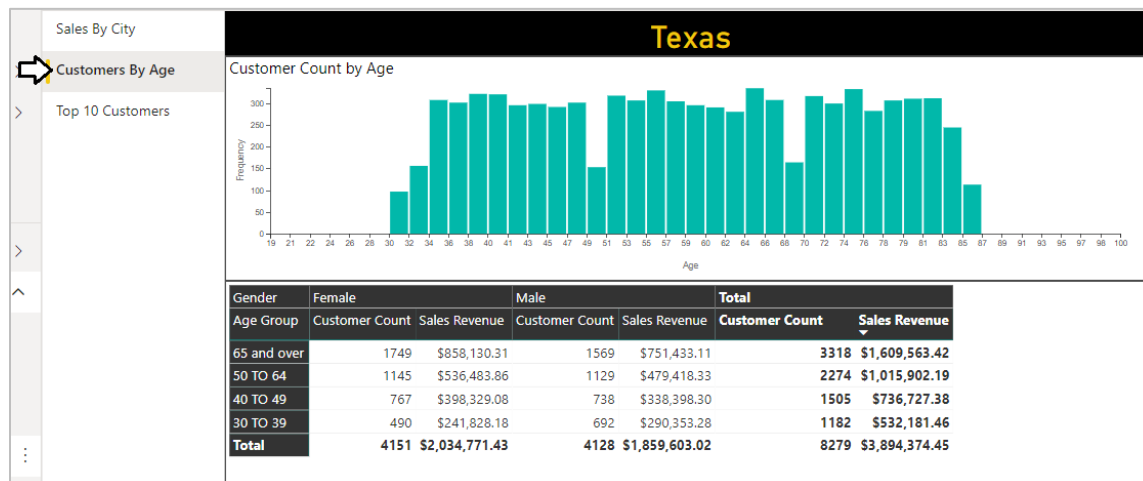 Sales By City
Customers By Age
Top 10 Customers
Texas
Customer Count by Age
Frequency
300
250
200
150
100
50
0
19 21 22 24 26 28 30 32 34 36 38 40 41 43 45 47 49 51 53 55 57 59 60 62 64 66 68 70 72 74 76 78 79 81 83 85 87 89 91 93 95 97 98 100
Age
Gender Female Male Total
Age Group Customer Count Sales Revenue Customer Count Sales Revenue Customer Count Sales Revenue
65 and over 1749 $858,130.31 1569 $751,433.11 3318 $1,609,563.42
50 TO 64 1145 $536,483.86 1129 $479,418.33 2274 $1,015,902.19
40 TO 49 767 $398,329.08 738 $338,398.30 1505 $736,727.38
30 TO 39 490 $241,828.18 692 $290,353.28 1182 $532,181.46
Total 4151 $2,034,771.43 4128 $1,859,603.02 8279 $3,894,374.45